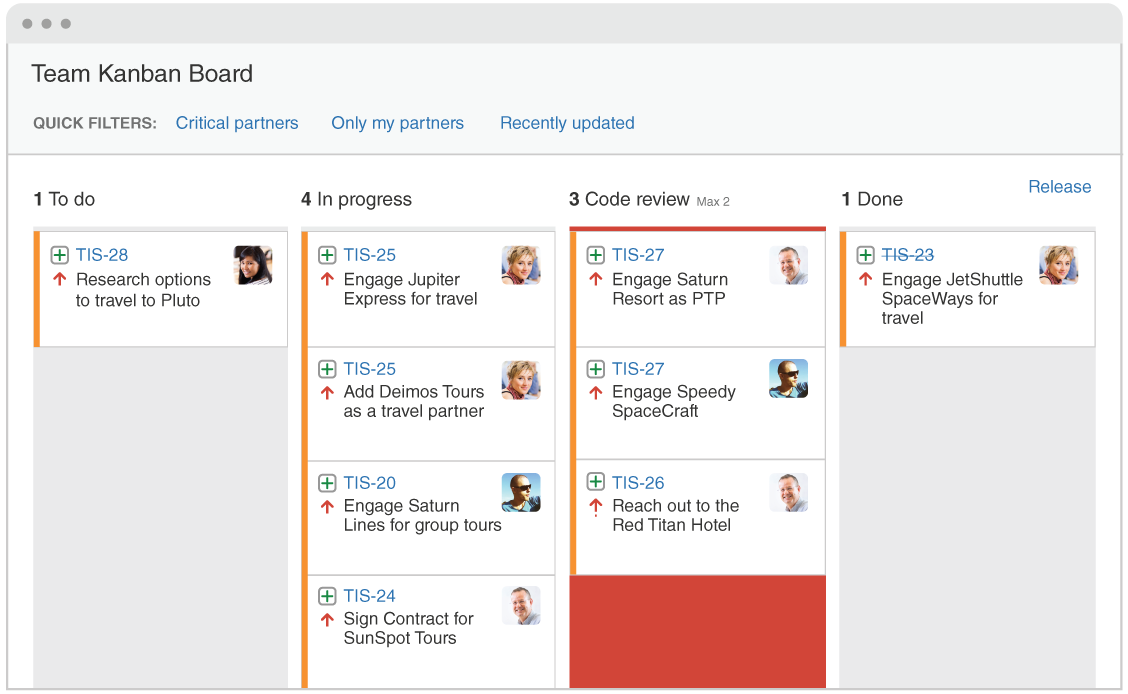 Team Kanban Board
QUICK FILTERS: Critical partners Only my partners Recently updated
Release
1 To do
TIS-28
Research options
to travel to Pluto
4 In progress
TIS-25
Engage Jupiter
Express for travel
TIS-25
Add Deimos Tours
as a travel partner
TIS-20
Engage Saturn
Lines for group tours
TIS-24
Sign Contract for
SunSpot Tours
3 Code review Max 2
TIS-27
Engage Saturn
Resort as PTP
TIS-27
Engage Speedy
SpaceCraft
TIS-26
Reach out to the
Red Titan Hotel
1 Done
TIS-23
Engage JetShuttle
SpaceWays for
travel